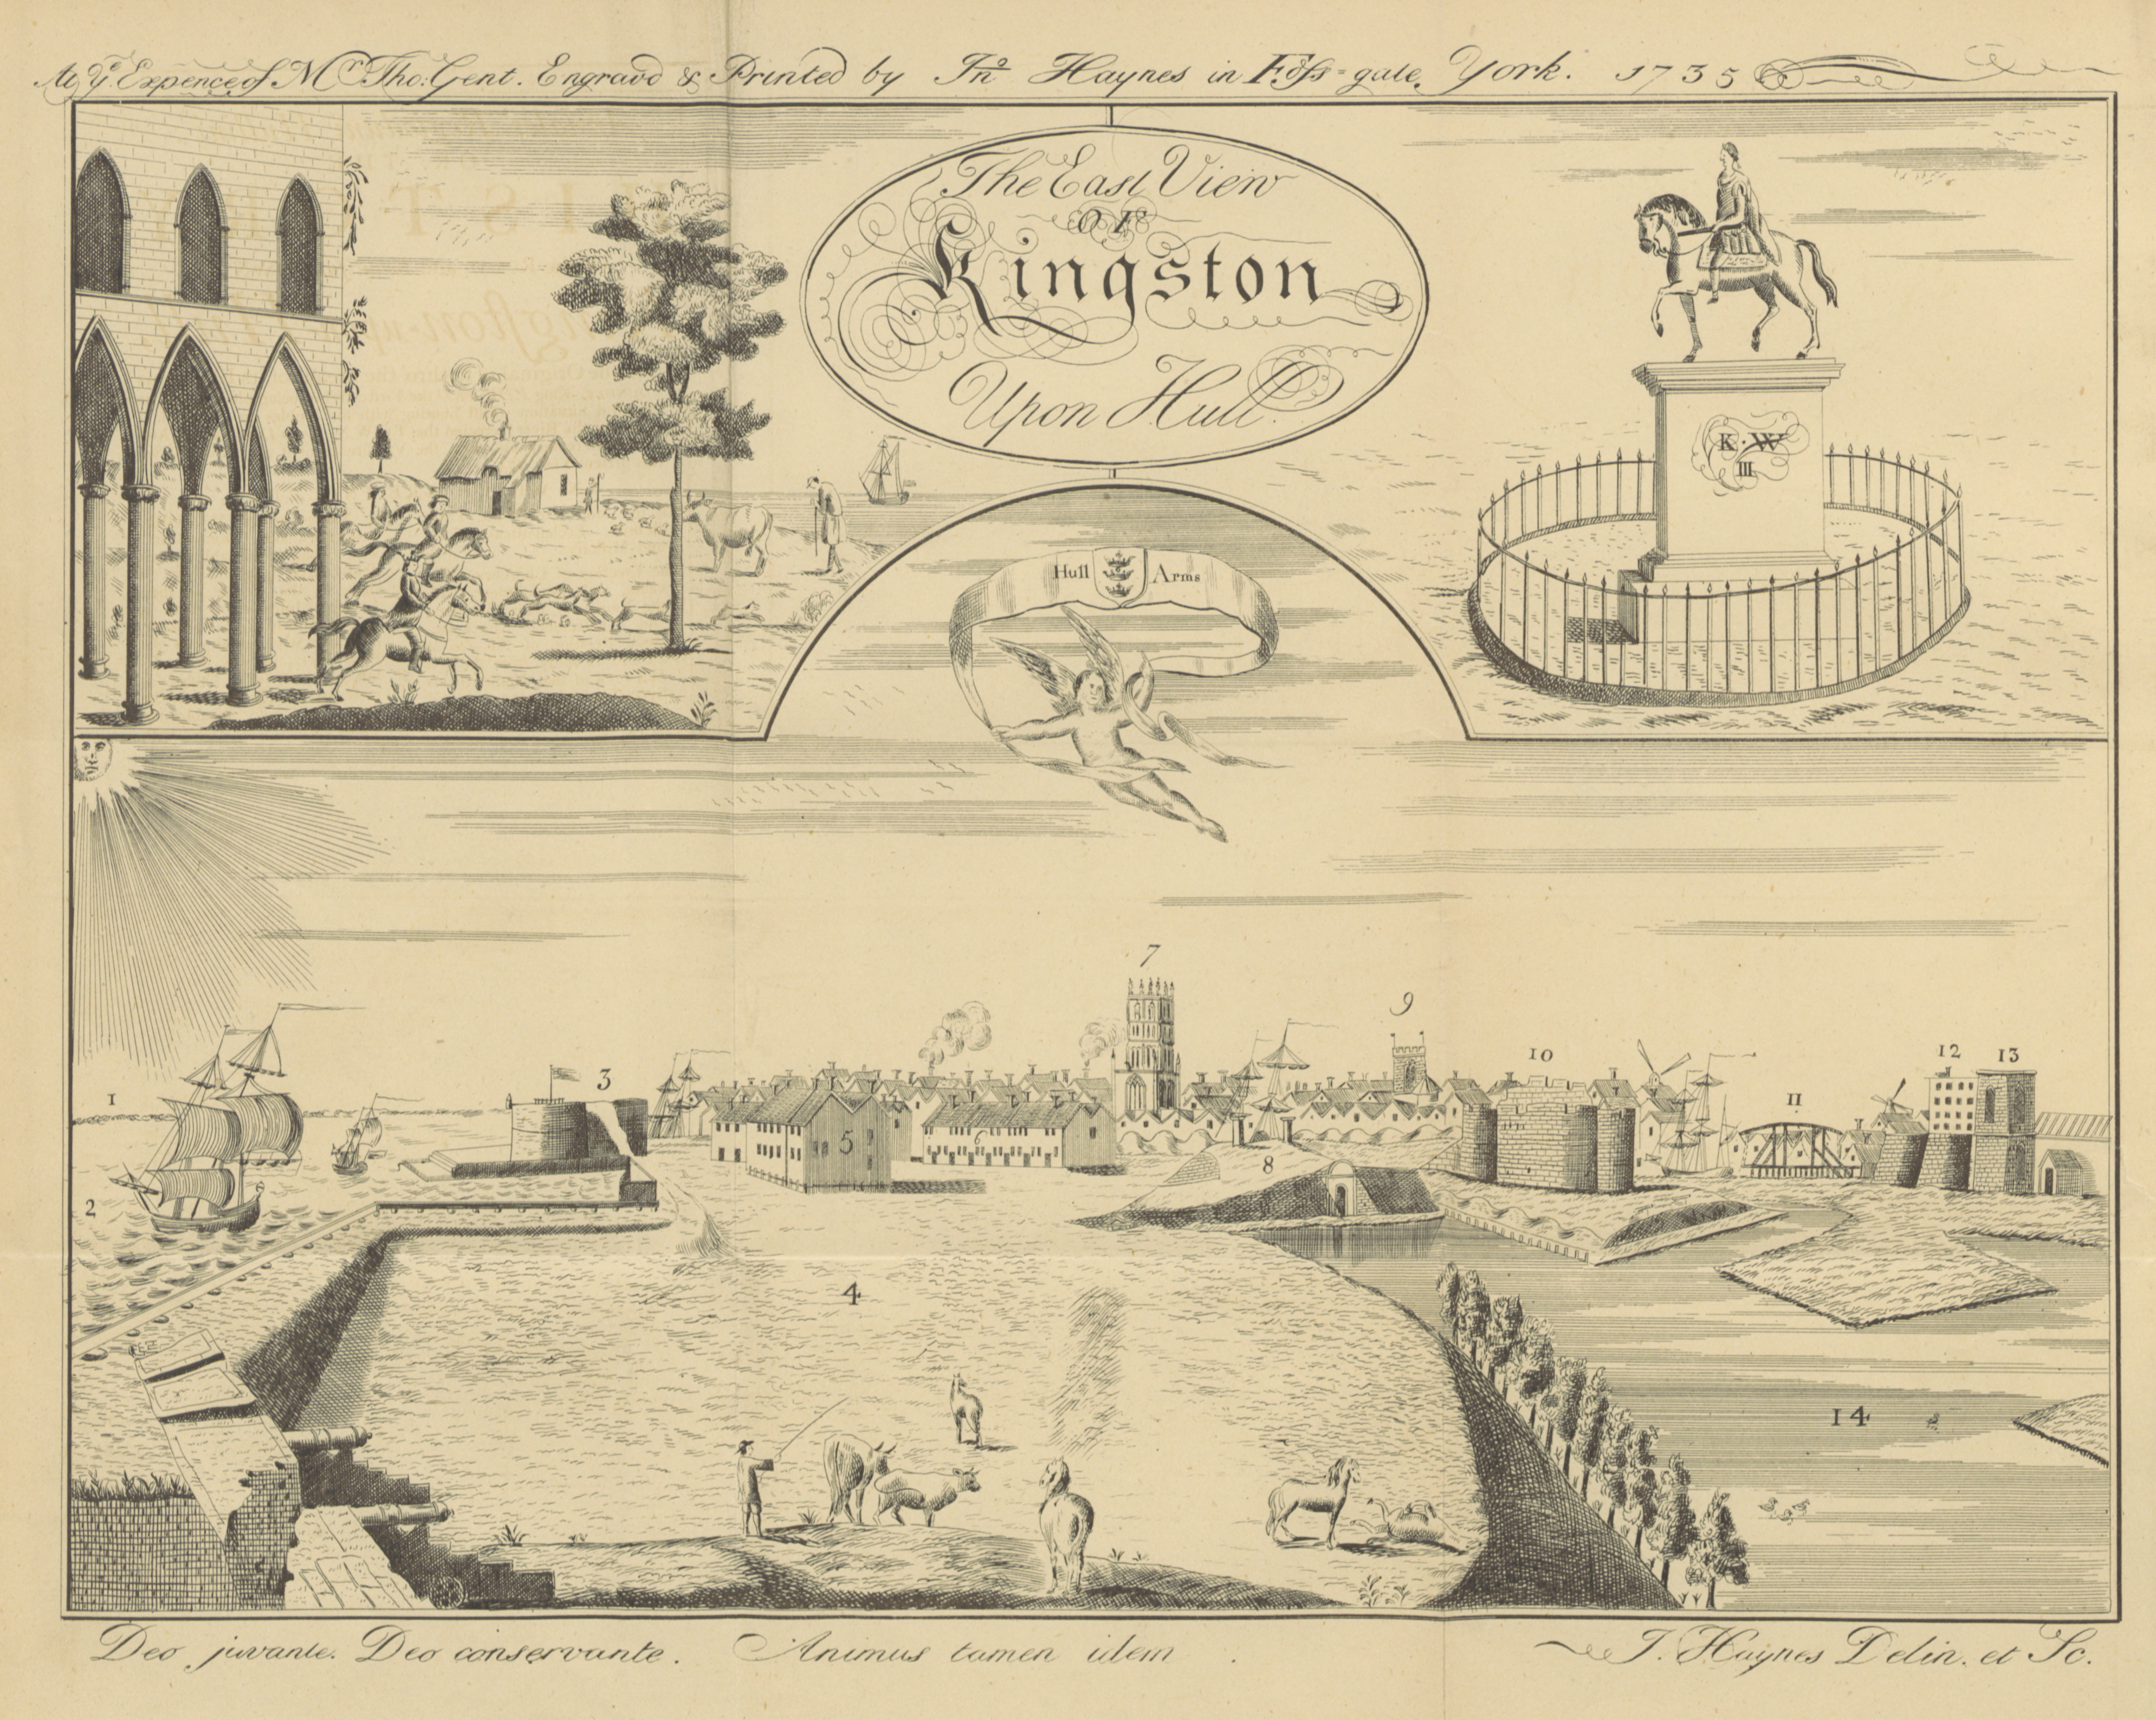 At yᵉ Expence of Mʳ Tho: Gent. Engravd & Printed by Jnº Haynes in Foss=gate, York. 1735
The East View
OF
Kingston
Upon Hull.
K·W
III
Hull Arms
7
9
10
12 13
3
1
11
5
6
8
2
4
14
Deo juvante. Deo conservante. Animus tamen idem .
J. Haynes Delin. et Sc.